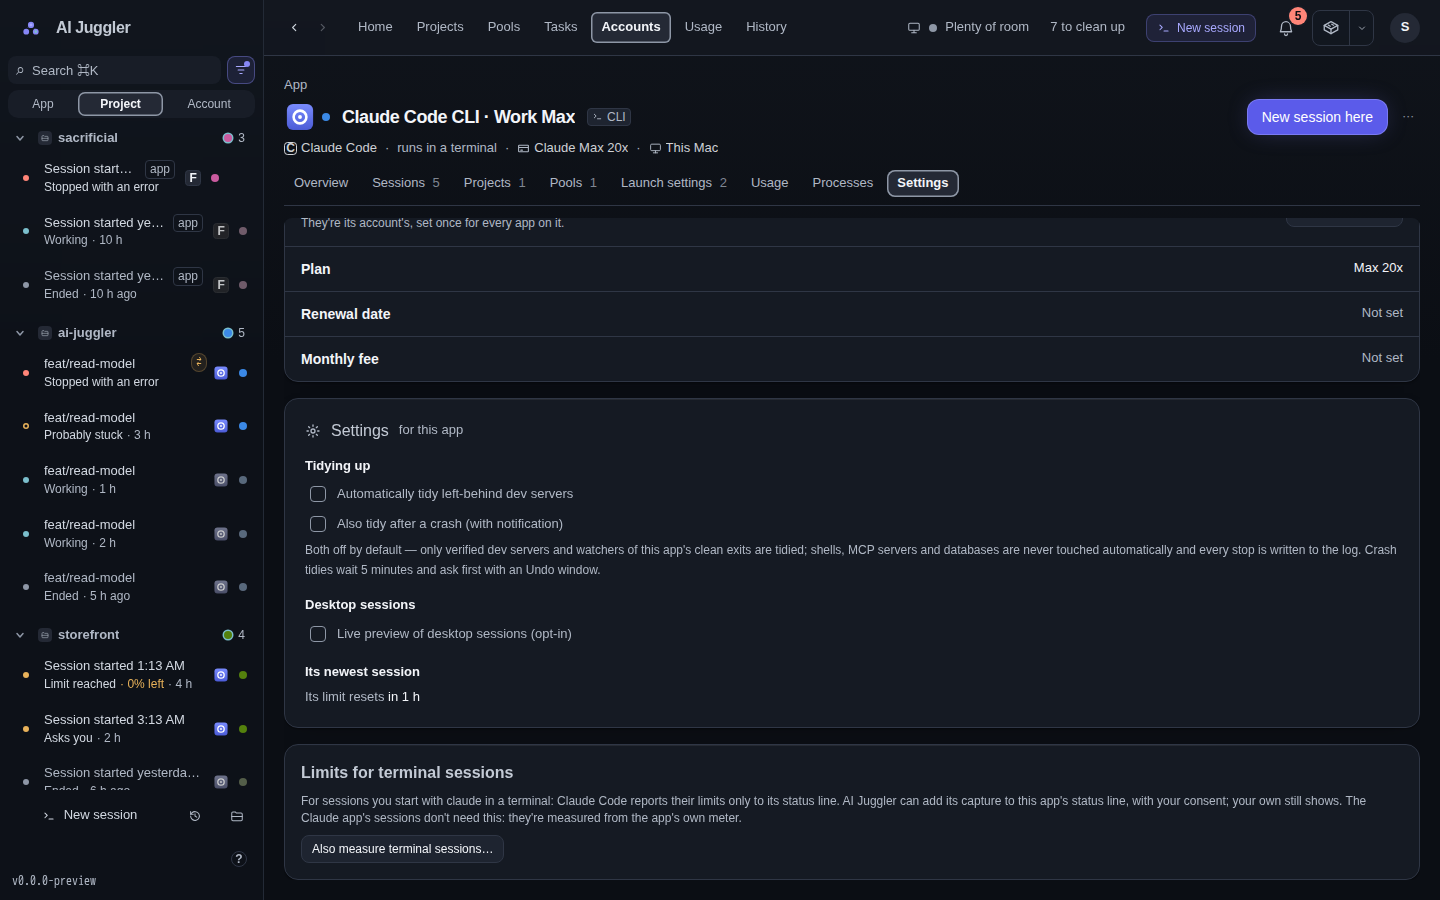 AI Juggler
Home Projects Pools Tasks Accounts Usage History
Plenty of room 7 to clean up New session 5 S
Search ⌘K
App Project Account
sacrificial 3
Session start… app F
Stopped with an error
Session started ye… app F
Working · 10 h
Session started ye… app F
Ended · 10 h ago
ai-juggler 5
feat/read-model
Stopped with an error
feat/read-model
Probably stuck · 3 h
feat/read-model
Working · 1 h
feat/read-model
Working · 2 h
feat/read-model
Ended · 5 h ago
storefront 4
Session started 1:13 AM
Limit reached · 0% left · 4 h
Session started 3:13 AM
Asks you · 2 h
Session started yesterda…
Ended · 6 h ago
New session
?
v0.0.0-preview
App
Claude Code CLI · Work Max CLI
New session here ···
C Claude Code · runs in a terminal · Claude Max 20x · This Mac
Overview Sessions 5 Projects 1 Pools 1 Launch settings 2 Usage Processes Settings
They're its account's, set once for every app on it.
Plan Max 20x
Renewal date Not set
Monthly fee Not set
Settings for this app
Tidying up
Automatically tidy left-behind dev servers
Also tidy after a crash (with notification)
Both off by default — only verified dev servers and watchers of this app's clean exits are tidied; shells, MCP servers and databases are never touched automatically and every stop is written to the log. Crash
tidies wait 5 minutes and ask first with an Undo window.
Desktop sessions
Live preview of desktop sessions (opt-in)
Its newest session
Its limit resets in 1 h
Limits for terminal sessions
For sessions you start with claude in a terminal: Claude Code reports their limits only to its status line. AI Juggler can add its capture to this app's status line, with your consent; your own still shows. The
Claude app's sessions don't need this: they're measured from the app's own meter.
Also measure terminal sessions…